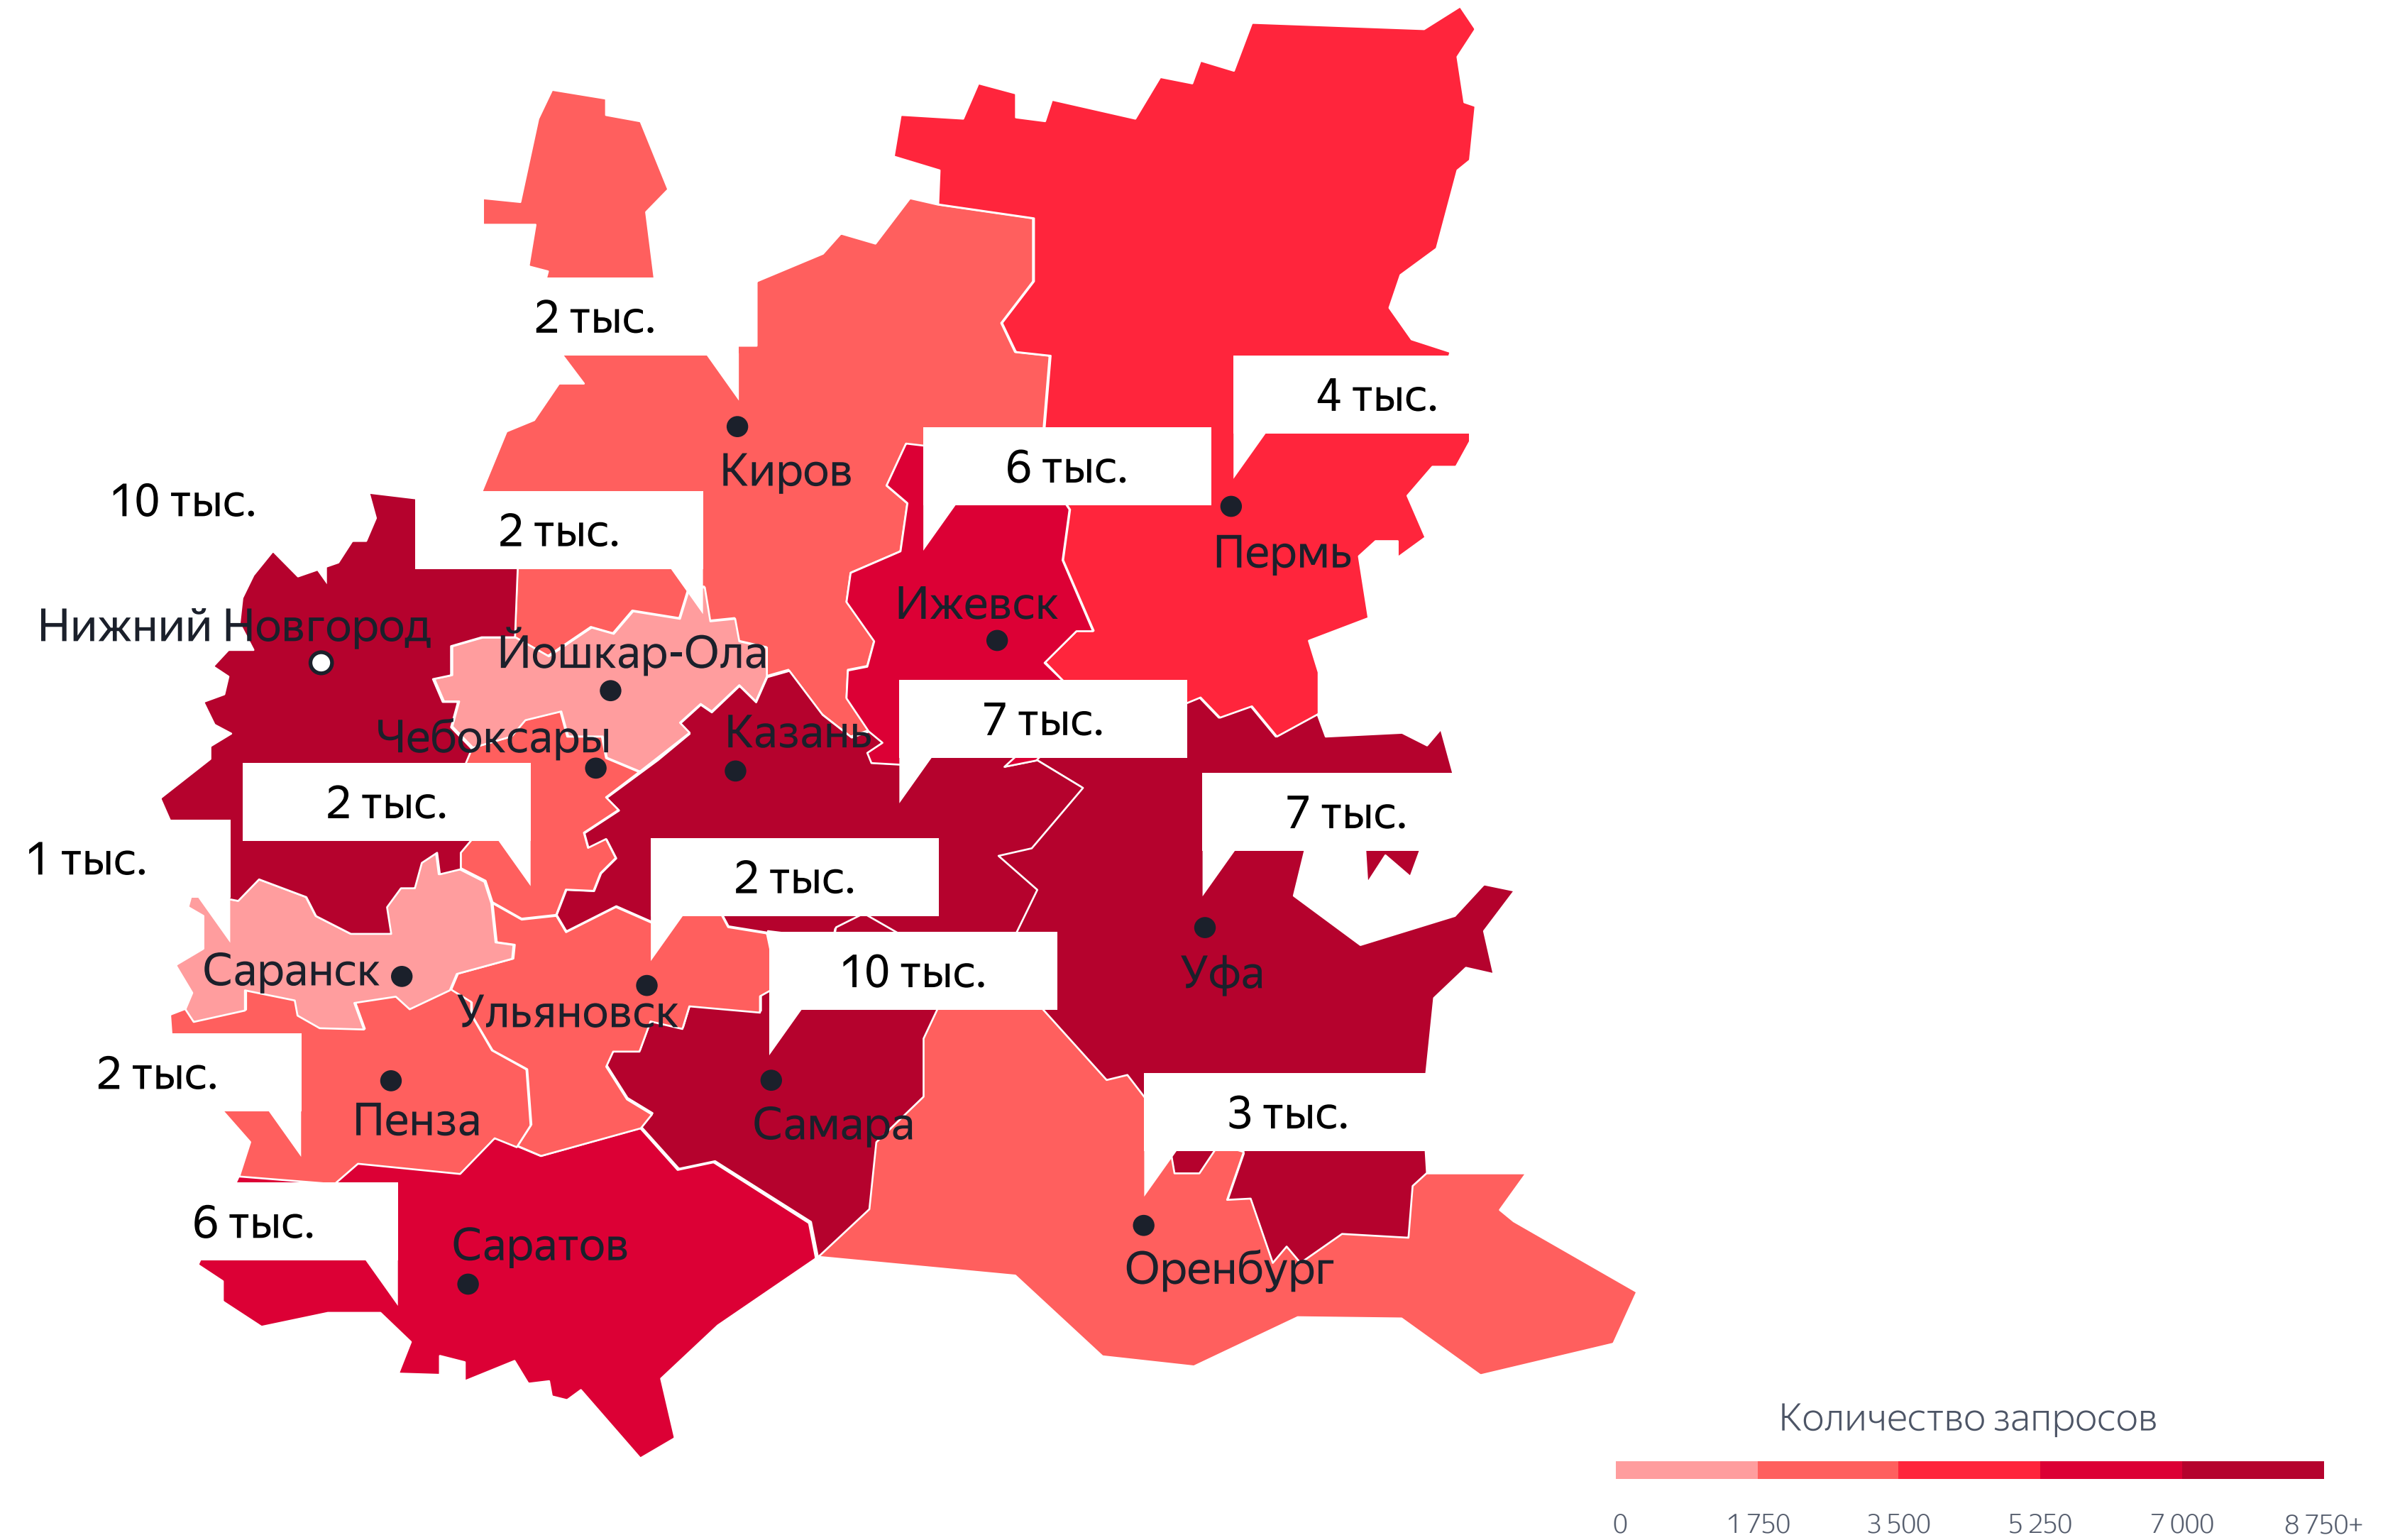 2 тыс.
4 тыс.
6 тыс.
Киров
10 тыс.
2 тыс.
Пермь
Ижевск
Нижний Новгород
Йошкар-Ола
7 тыс.
Чебоксары
Казань
2 тыс.
7 тыс.
1 тыс.
2 тыс.
Саранск
10 тыс.
Уфа
Ульяновск
2 тыс.
Пенза
Самара
3 тыс.
6 тыс.
Саратов
Оренбург
Количество запросов
0 1 750 3 500 5 250 7 000 8 750+